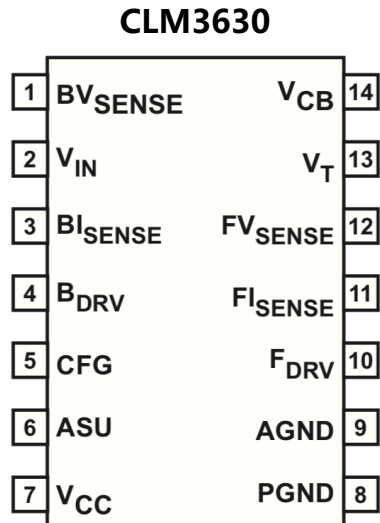 CLM3630
1 BVSENSE VCB 14
2 VIN VT 13
3 BISENSE FVSENSE 12
4 BDRV FISENSE 11
5 CFG FDRV 10
6 ASU AGND 9
7 VCC PGND 8